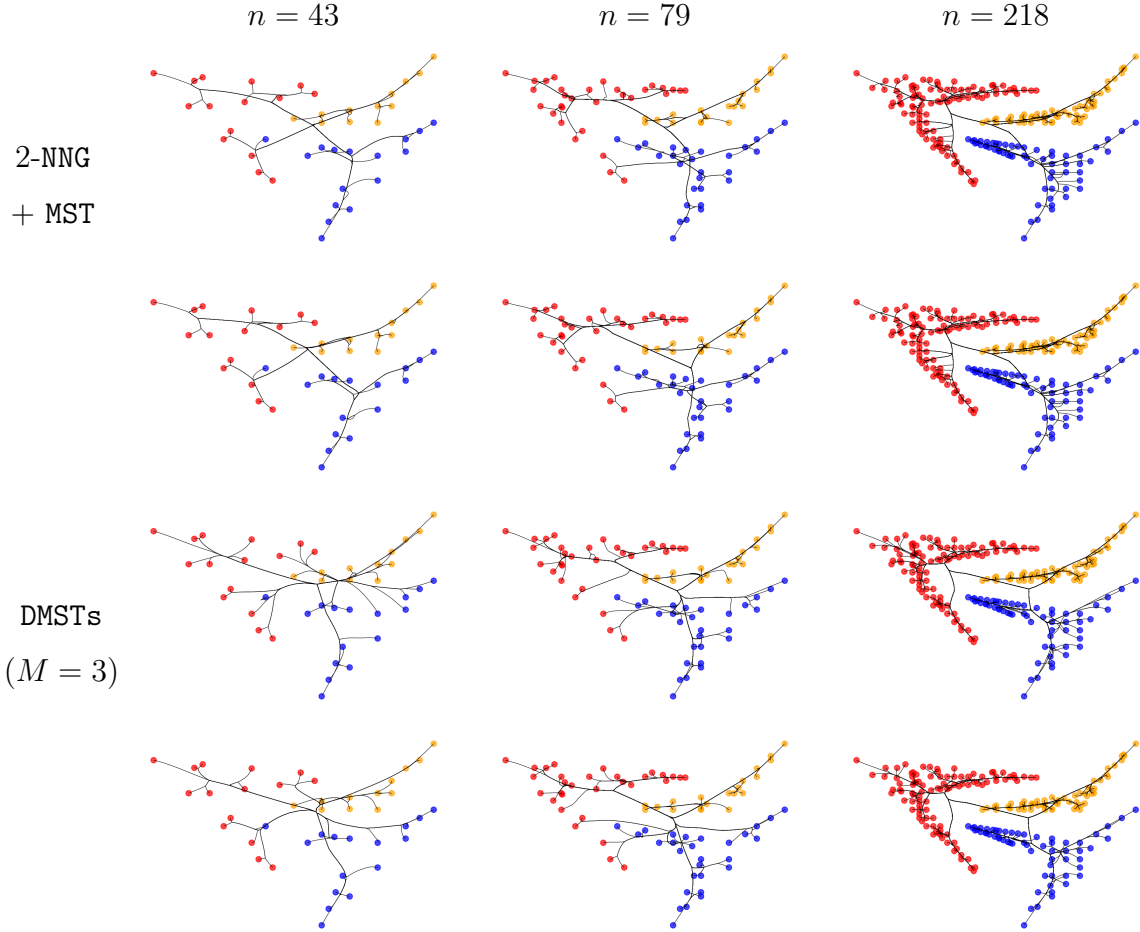 n = 43 n = 79 n = 218
2-NNG
+ MST
DMSTs
(M = 3)